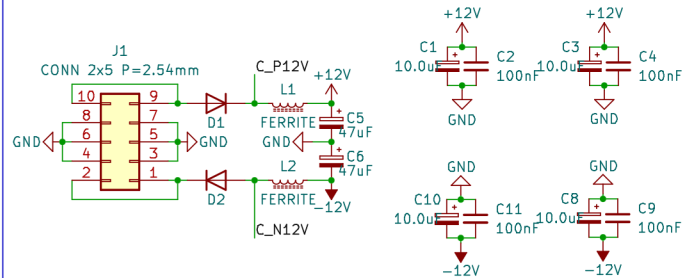 J1
CONN 2x5 P=2.54mm
10 9
8 7
6 5
4 3
2 1
GND
GND
D1
D2
C_P12V
C_N12V
L1
FERRITE
L2
FERRITE
+12V
C5
47uF
GND
C6
47uF
-12V
+12V
C1
10.0uF
C2
100nF
GND
+12V
C3
10.0uF
C4
100nF
GND
GND
C10
10.0uF
C11
100nF
-12V
GND
C8
10.0uF
C9
100nF
-12V